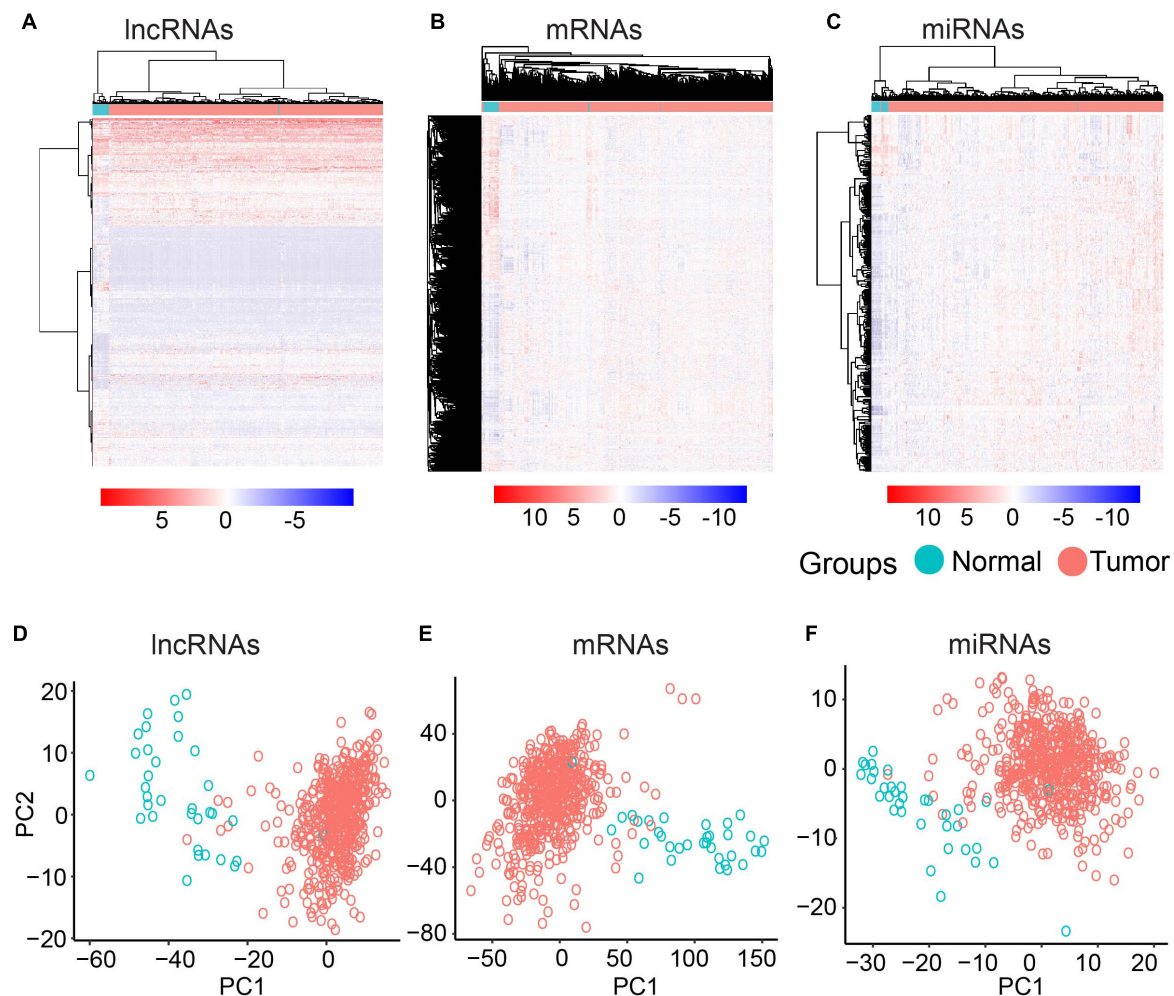 A lncRNAs
B mRNAs
C miRNAs
5 0 -5
10 5 0 -5 -10
10 5 0 -5 -10
Groups Normal Tumor
D lncRNAs
E mRNAs
F miRNAs
20
10
0
−10
−20
PC2
−60 −40 −20 0
PC1
40
0
−40
−80
−50 0 50 100 150
PC1
10
0
−10
−20
−30 −20 −10 0 10 20
PC1